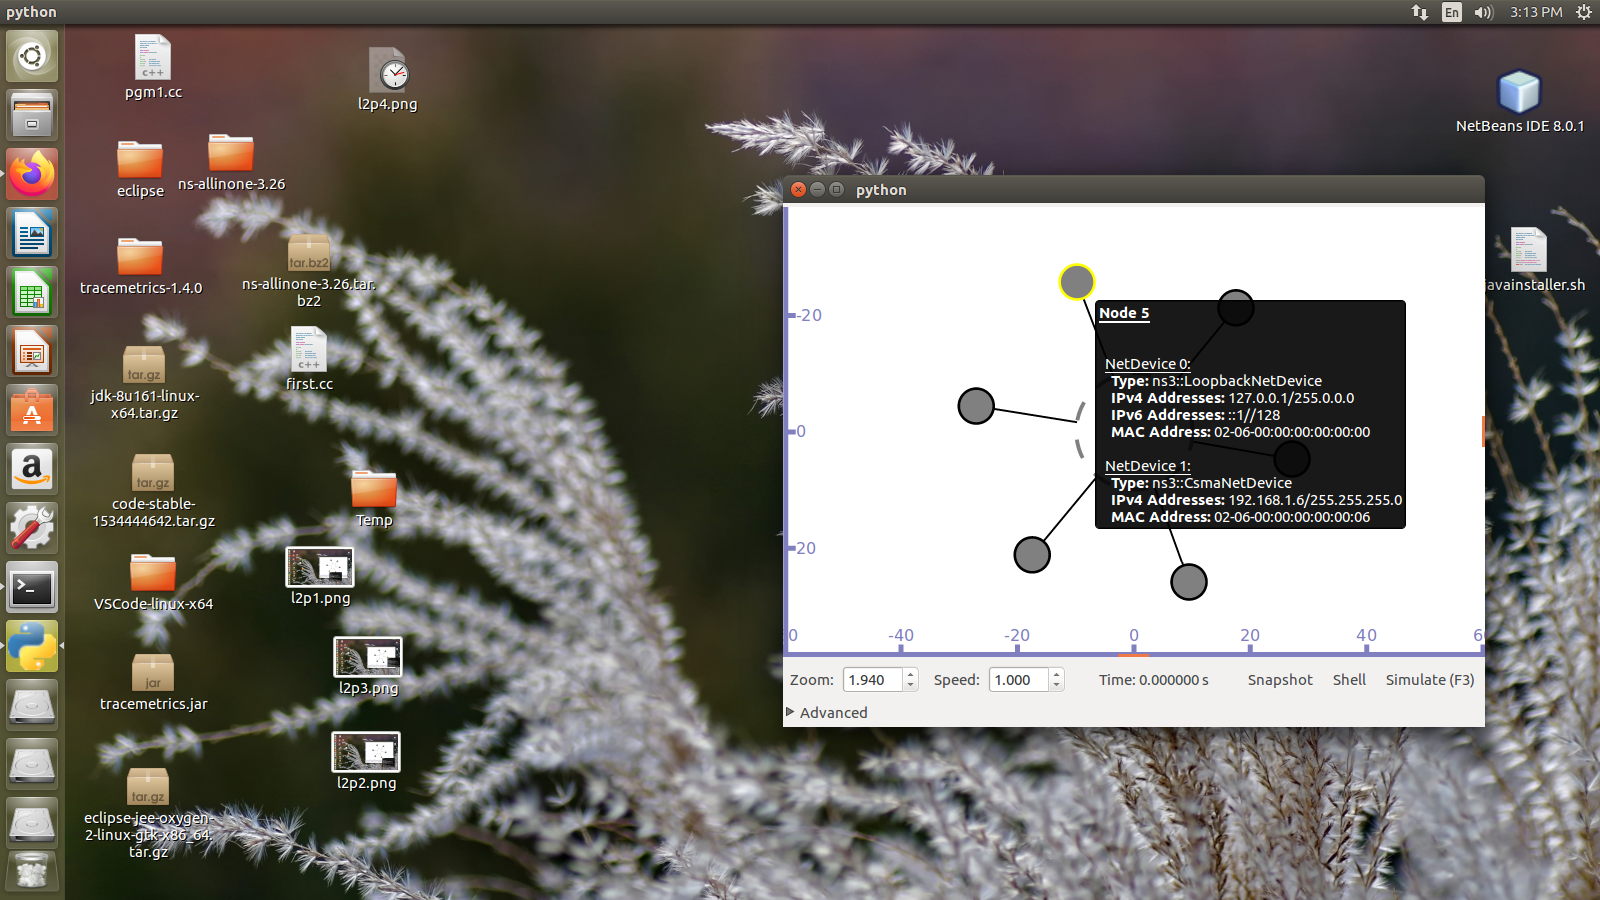 python
En
3:13 PM
pgm1.cc
l2p4.png
eclipse
ns-allinone-3.26
tracemetrics-1.4.0
tar.bz2
ns-allinone-3.26.tar.
bz2
C++
first.cc
tar.gz
jdk-8u161-linux-
x64.tar.gz
tar.gz
code-stable-
1534444642.tar.gz
Temp
l2p1.png
VSCode-linux-x64
l2p3.png
jar
tracemetrics.jar
l2p2.png
tar.gz
eclipse-jee-oxygen-
2-linux-gtk-x86_64.
tar.gz
C++
NetBeans IDE 8.0.1
javainstaller.sh
python
-20
0
20
Node 5
NetDevice 0:
Type: ns3::LoopbackNetDevice
IPv4 Addresses: 127.0.0.1/255.0.0.0
IPv6 Addresses: ::1//128
MAC Address: 02-06-00:00:00:00:00:00
NetDevice 1:
Type: ns3::CsmaNetDevice
IPv4 Addresses: 192.168.1.6/255.255.255.0
MAC Address: 02-06-00:00:00:00:00:06
0 -40 -20 0 20 40 6
Zoom: 1.940 Speed: 1.000 Time: 0.000000 s Snapshot Shell Simulate (F3)
Advanced